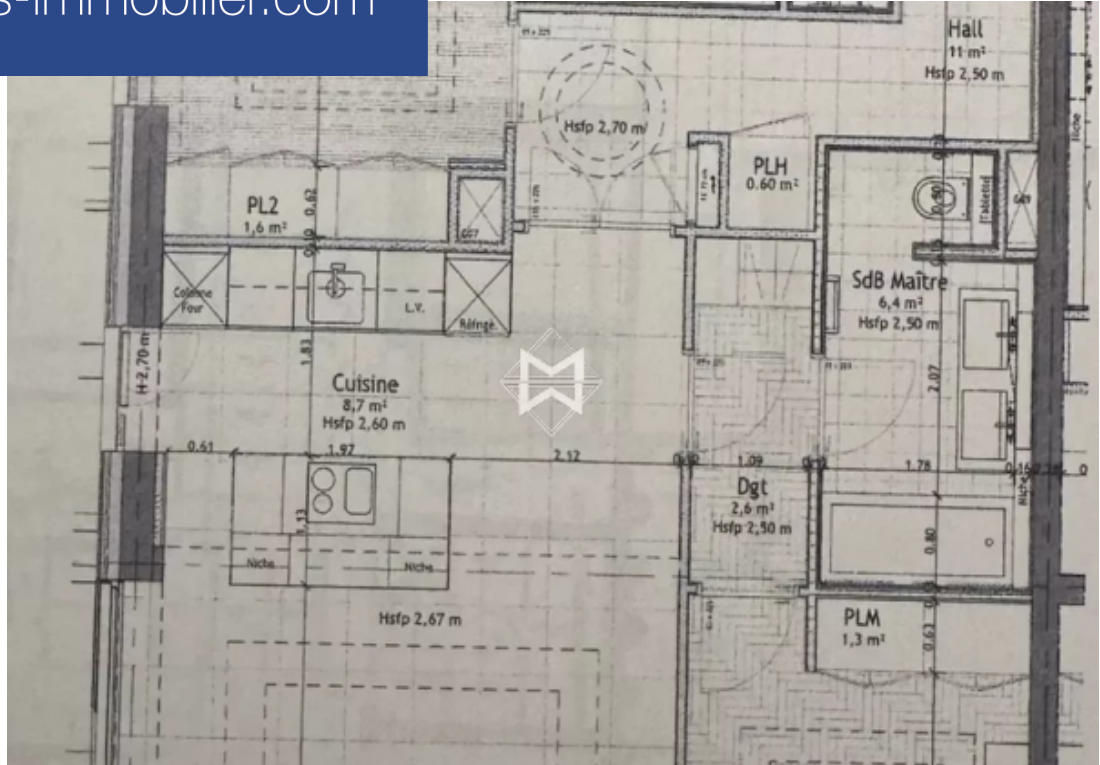 s-immobilier.com
Hall
11 m²
Hsfp 2,50 m
Hsfp 2,70 m
PLH
0.60 m²
PL2
1,6 m²
0,62
Tablette
SdB Maître
6,4 m²
Hsfp 2,50 m
Colonne
Four
L.V.
Réfrigé.
H 2,70 m
1,83
Cuisine
8,7 m²
Hsfp 2,60 m
2,07
0,61
1,97
2,12
1,09
1,78
Dgt
2,6 m²
Hsfp 2,50 m
Niche
1,13
0,80
Niche
Niche
Hsfp 2,67 m
PLM
1,3 m²
0,63